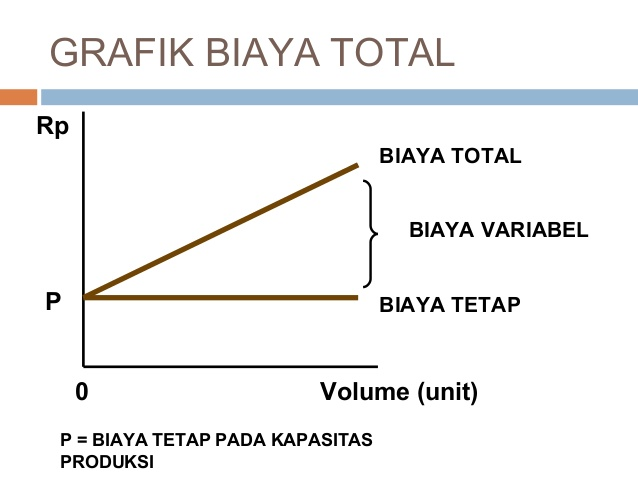 GRAFIK BIAYA TOTAL
Rp
BIAYA TOTAL
BIAYA VARIABEL
P
BIAYA TETAP
0
Volume (unit)
P = BIAYA TETAP PADA KAPASITAS
PRODUKSI